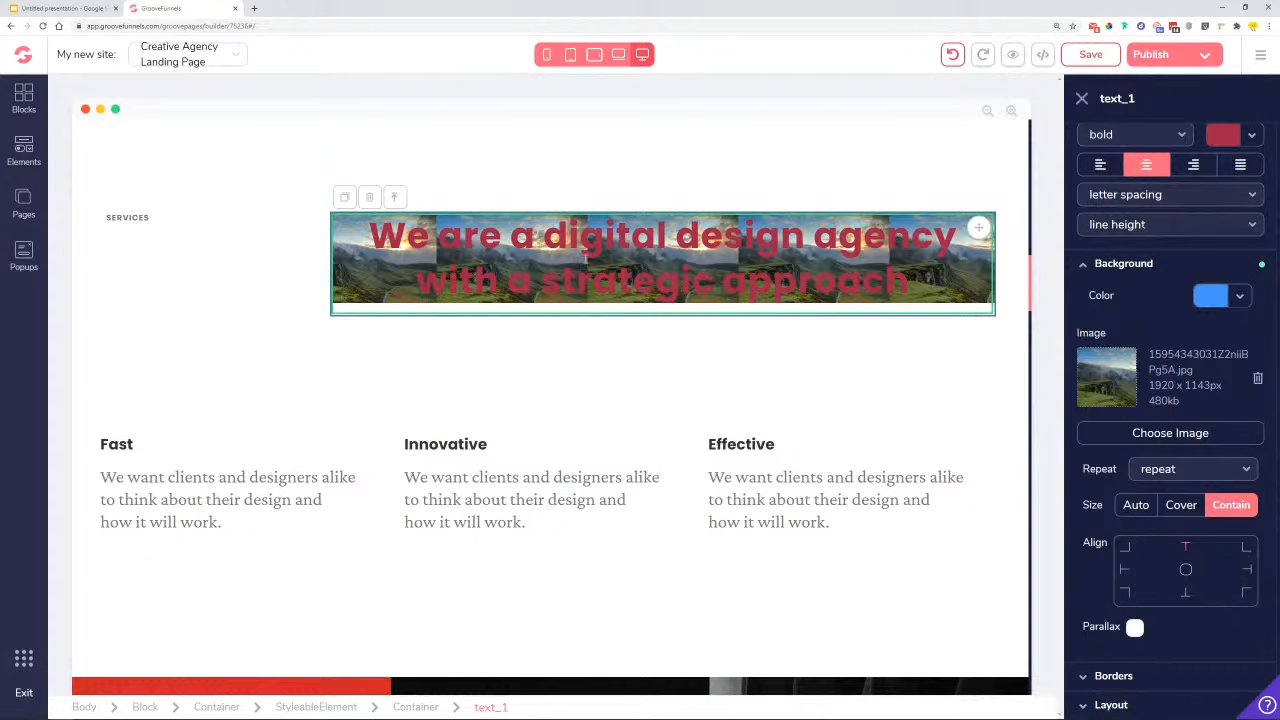 Untitled presentation - Google S
GrooveFunnels
app.groovefunnels.com/groovepages/builder/75236#/
My new site:
Creative Agency
Landing Page
Save
Publish
Blocks
Elements
Pages
Popups
Exit
SERVICES
We are a digital design agency
with a strategic approach
Fast
We want clients and designers alike
to think about their design and
how it will work.
Innovative
We want clients and designers alike
to think about their design and
how it will work.
Effective
We want clients and designers alike
to think about their design and
how it will work.
Body
Block
Container
StyleableElement
Container
text_1
text_1
bold
letter spacing
line height
Background
Color
Image
15954343031Z2niiB
Pg5A.jpg
1920 x 1143px
480kb
Choose Image
Repeat
repeat
Size
Auto
Cover
Contain
Align
Parallax
Borders
Layout